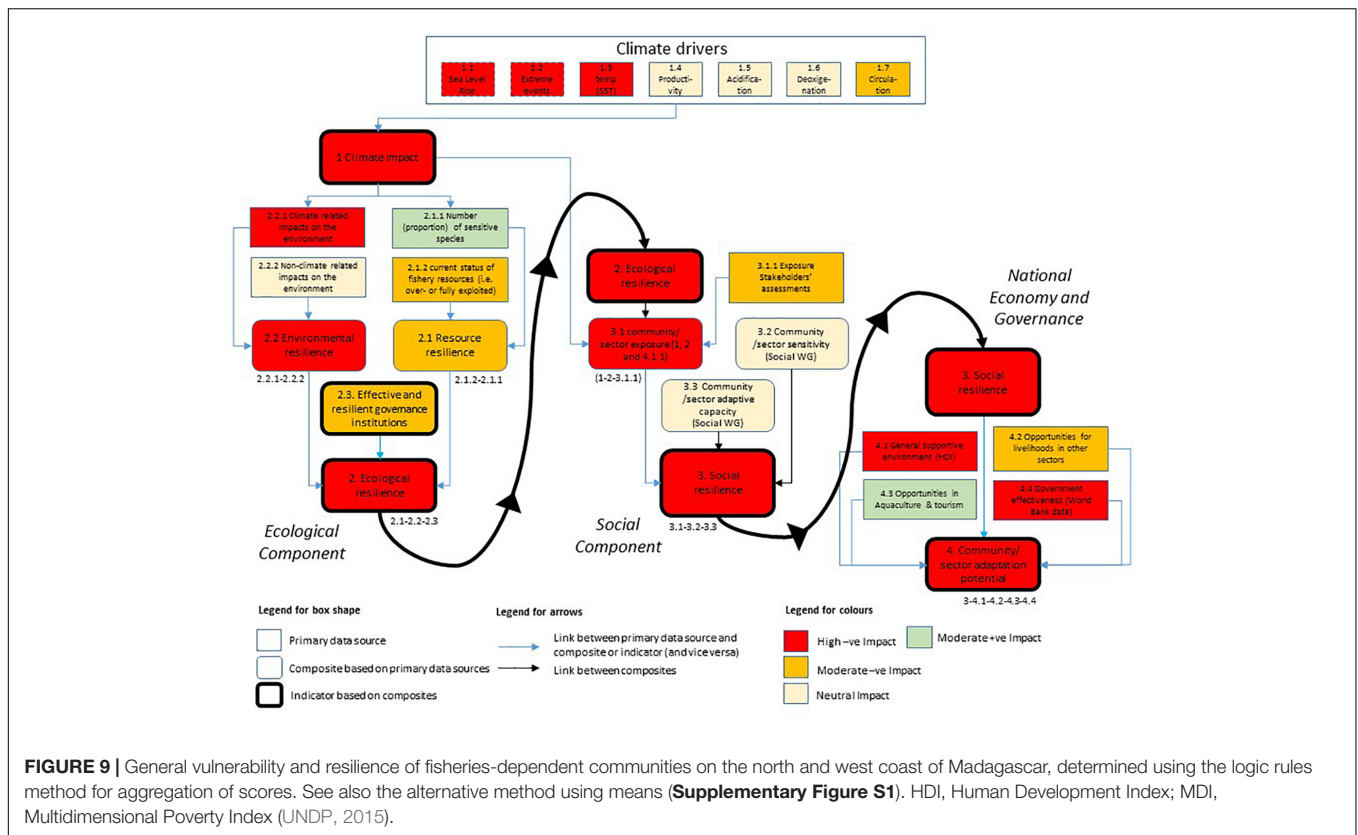 Climate drivers
1.1
Sea Level
Rise
1.2
Extreme
events
1.3
temp
(SST)
1.4
Producti-
vity
1.5
Acidifica-
tion
1.6
Deoxige-
nation
1.7
Circula-
tion
1 Climate impact
2.2.1 Climate related
impacts on the
environment
2.1.1 Number
(proportion) of sensitive
species
2.2.2 Non-climate related
impacts on the
environment
2.1.2 current status of
fishery resources (i.e.
over- or fully exploited)
2.2 Environmental
resilience
2.1 Resource
resilience
2.2.1-2.2.2
2.1.2-2.1.1
2.3. Effective and
resilient governance
institutions
2. Ecological
resilience
2.1-2.2-2.3
Ecological
Component
2. Ecological
resilience
3.1.1 Exposure
Stakeholders'
assessments
3.1 community/
sector exposure (1, 2
and 4.1.1)
3.2 Community
/sector sensitivity
(Social WG)
(1-2-3.1.1)
3.3 Community
/sector adaptive
capacity
(Social WG)
3. Social
resilience
3.1-3.2-3.3
Social
Component
National
Economy and
Governance
3. Social
resilience
4.1 General supportive
environment (HDI)
4.2 Opportunities for
livelihoods in other
sectors
4.3 Opportunities in
Aquaculture & tourism
4.4 Government
effectiveness (World
Bank data)
4. Community/
sector adaptation
potential
3-4.1-4.2-4.3-4.4
Legend for box shape
Primary data source
Composite based on primary data sources
Indicator based on composites
Legend for arrows
Link between primary data source and
composite or indicator (and vice versa)
Link between composites
Legend for colours
High –ve Impact
Moderate +ve Impact
Moderate –ve Impact
Neutral Impact
FIGURE 9 | General vulnerability and resilience of fisheries-dependent communities on the north and west coast of Madagascar, determined using the logic rules
method for aggregation of scores. See also the alternative method using means (Supplementary Figure S1). HDI, Human Development Index; MDI,
Multidimensional Poverty Index (UNDP, 2015).